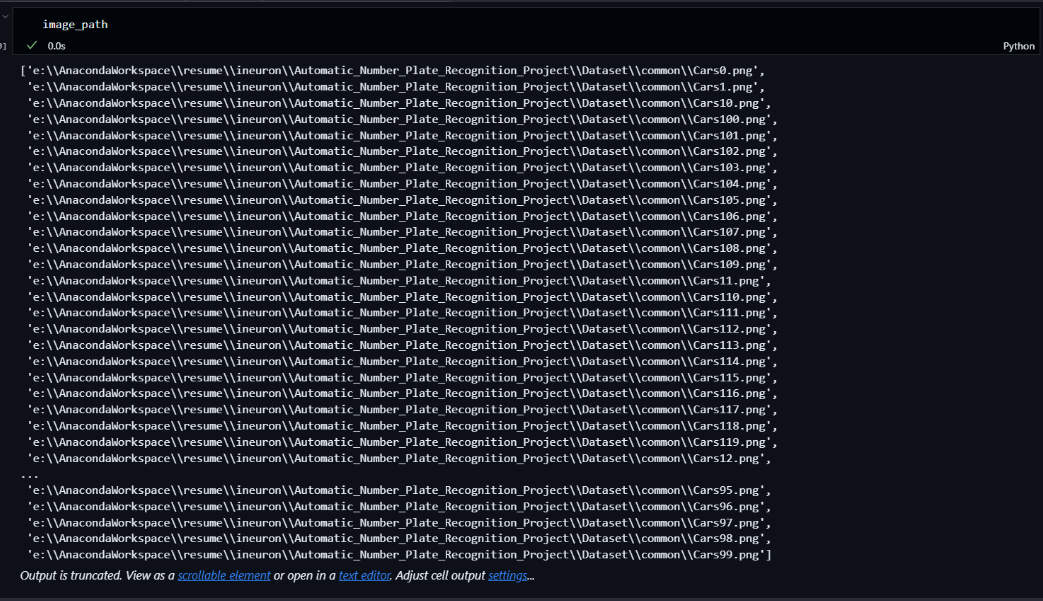 image_path
0.0s
Python
['e:\\AnacondaWorkspace\\resume\\ineuron\\Automatic_Number_Plate_Recognition_Project\\Dataset\\common\\Cars0.png',
'e:\\AnacondaWorkspace\\resume\\ineuron\\Automatic_Number_Plate_Recognition_Project\\Dataset\\common\\Cars1.png',
'e:\\AnacondaWorkspace\\resume\\ineuron\\Automatic_Number_Plate_Recognition_Project\\Dataset\\common\\Cars10.png',
'e:\\AnacondaWorkspace\\resume\\ineuron\\Automatic_Number_Plate_Recognition_Project\\Dataset\\common\\Cars100.png',
'e:\\AnacondaWorkspace\\resume\\ineuron\\Automatic_Number_Plate_Recognition_Project\\Dataset\\common\\Cars101.png',
'e:\\AnacondaWorkspace\\resume\\ineuron\\Automatic_Number_Plate_Recognition_Project\\Dataset\\common\\Cars102.png',
'e:\\AnacondaWorkspace\\resume\\ineuron\\Automatic_Number_Plate_Recognition_Project\\Dataset\\common\\Cars103.png',
'e:\\AnacondaWorkspace\\resume\\ineuron\\Automatic_Number_Plate_Recognition_Project\\Dataset\\common\\Cars104.png',
'e:\\AnacondaWorkspace\\resume\\ineuron\\Automatic_Number_Plate_Recognition_Project\\Dataset\\common\\Cars105.png',
'e:\\AnacondaWorkspace\\resume\\ineuron\\Automatic_Number_Plate_Recognition_Project\\Dataset\\common\\Cars106.png',
'e:\\AnacondaWorkspace\\resume\\ineuron\\Automatic_Number_Plate_Recognition_Project\\Dataset\\common\\Cars107.png',
'e:\\AnacondaWorkspace\\resume\\ineuron\\Automatic_Number_Plate_Recognition_Project\\Dataset\\common\\Cars108.png',
'e:\\AnacondaWorkspace\\resume\\ineuron\\Automatic_Number_Plate_Recognition_Project\\Dataset\\common\\Cars109.png',
'e:\\AnacondaWorkspace\\resume\\ineuron\\Automatic_Number_Plate_Recognition_Project\\Dataset\\common\\Cars11.png',
'e:\\AnacondaWorkspace\\resume\\ineuron\\Automatic_Number_Plate_Recognition_Project\\Dataset\\common\\Cars110.png',
'e:\\AnacondaWorkspace\\resume\\ineuron\\Automatic_Number_Plate_Recognition_Project\\Dataset\\common\\Cars111.png',
'e:\\AnacondaWorkspace\\resume\\ineuron\\Automatic_Number_Plate_Recognition_Project\\Dataset\\common\\Cars112.png',
'e:\\AnacondaWorkspace\\resume\\ineuron\\Automatic_Number_Plate_Recognition_Project\\Dataset\\common\\Cars113.png',
'e:\\AnacondaWorkspace\\resume\\ineuron\\Automatic_Number_Plate_Recognition_Project\\Dataset\\common\\Cars114.png',
'e:\\AnacondaWorkspace\\resume\\ineuron\\Automatic_Number_Plate_Recognition_Project\\Dataset\\common\\Cars115.png',
'e:\\AnacondaWorkspace\\resume\\ineuron\\Automatic_Number_Plate_Recognition_Project\\Dataset\\common\\Cars116.png',
'e:\\AnacondaWorkspace\\resume\\ineuron\\Automatic_Number_Plate_Recognition_Project\\Dataset\\common\\Cars117.png',
'e:\\AnacondaWorkspace\\resume\\ineuron\\Automatic_Number_Plate_Recognition_Project\\Dataset\\common\\Cars118.png',
'e:\\AnacondaWorkspace\\resume\\ineuron\\Automatic_Number_Plate_Recognition_Project\\Dataset\\common\\Cars119.png',
'e:\\AnacondaWorkspace\\resume\\ineuron\\Automatic_Number_Plate_Recognition_Project\\Dataset\\common\\Cars12.png',
...
'e:\\AnacondaWorkspace\\resume\\ineuron\\Automatic_Number_Plate_Recognition_Project\\Dataset\\common\\Cars95.png',
'e:\\AnacondaWorkspace\\resume\\ineuron\\Automatic_Number_Plate_Recognition_Project\\Dataset\\common\\Cars96.png',
'e:\\AnacondaWorkspace\\resume\\ineuron\\Automatic_Number_Plate_Recognition_Project\\Dataset\\common\\Cars97.png',
'e:\\AnacondaWorkspace\\resume\\ineuron\\Automatic_Number_Plate_Recognition_Project\\Dataset\\common\\Cars98.png',
'e:\\AnacondaWorkspace\\resume\\ineuron\\Automatic_Number_Plate_Recognition_Project\\Dataset\\common\\Cars99.png']
Output is truncated. View as a scrollable element or open in a text editor. Adjust cell output settings...